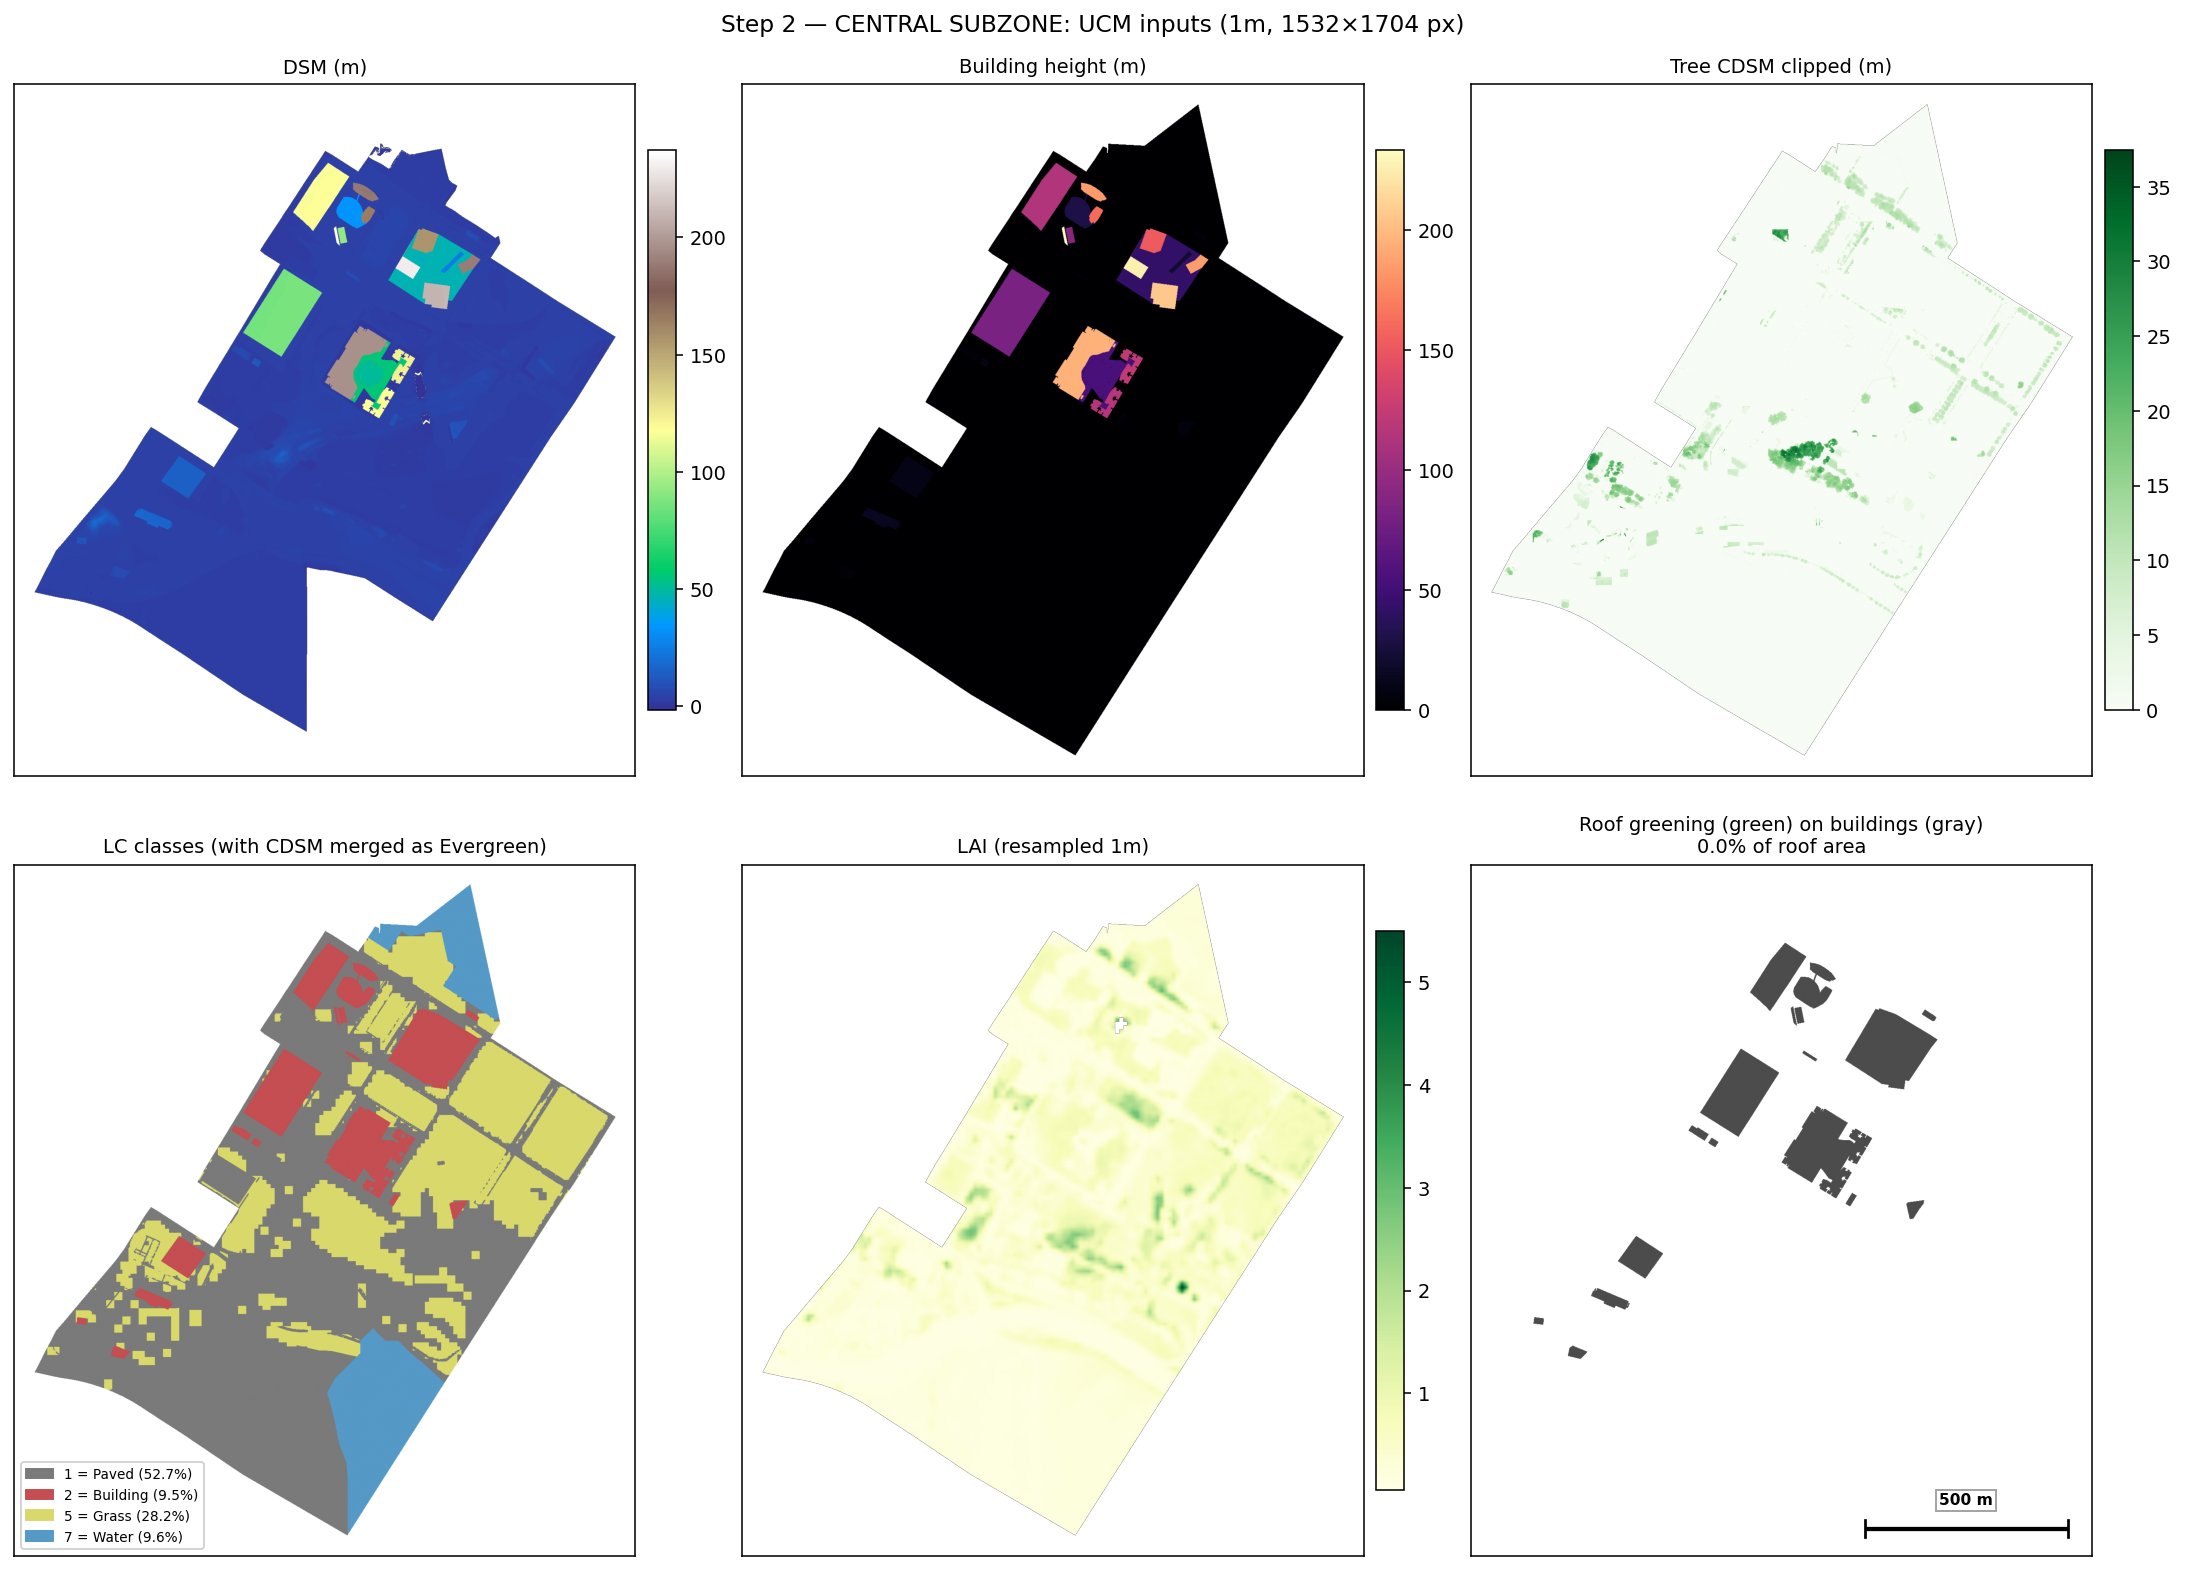 Step 2 — CENTRAL SUBZONE: UCM inputs (1m, 1532×1704 px)
DSM (m)
200
150
100
50
0
Building height (m)
200
150
100
50
0
Tree CDSM clipped (m)
35
30
25
20
15
10
5
0
LC classes (with CDSM merged as Evergreen)
1 = Paved (52.7%)
2 = Building (9.5%)
5 = Grass (28.2%)
7 = Water (9.6%)
LAI (resampled 1m)
5
4
3
2
1
Roof greening (green) on buildings (gray)
0.0% of roof area
500 m